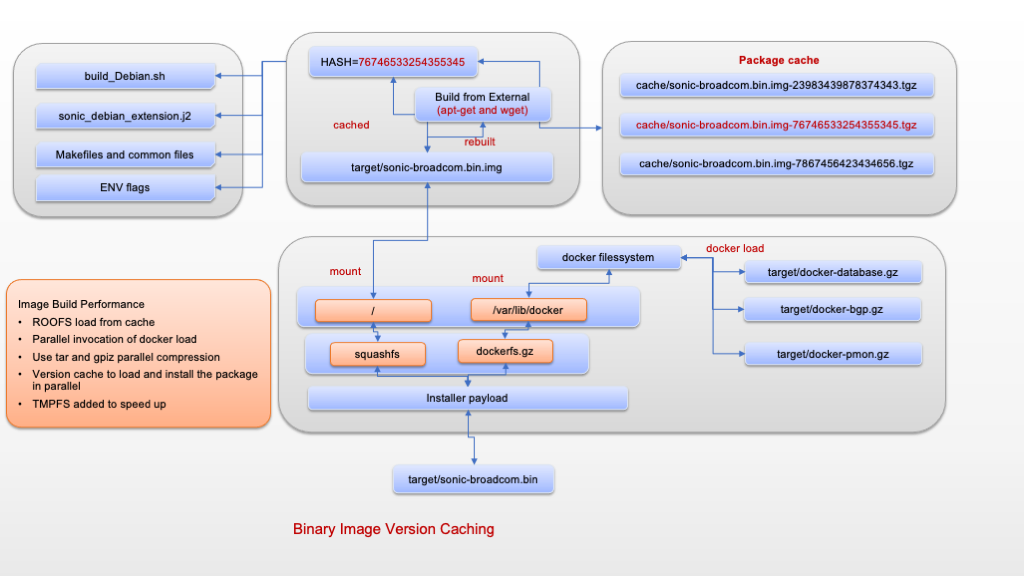 build_Debian.sh
sonic_debian_extension.j2
Makefiles and common files
ENV flags
HASH=76746533254355345
Build from External
(apt-get and wget)
cached
rebuilt
target/sonic-broadcom.bin.img
Package cache
cache/sonic-broadcom.bin.img-23983439878374343.tgz
cache/sonic-broadcom.bin.img-76746533254355345.tgz
cache/sonic-broadcom.bin.img-7867456423434656.tgz
Image Build Performance
• ROOFS load from cache
• Parallel invocation of docker load
• Use tar and gpiz parallel compression
• Version cache to load and install the package
in parallel
• TMPFS added to speed up
mount
mount
docker filessystem
docker load
/
/var/lib/docker
squashfs
dockerfs.gz
Installer payload
target/docker-database.gz
target/docker-bgp.gz
target/docker-pmon.gz
target/sonic-broadcom.bin
Binary Image Version Caching